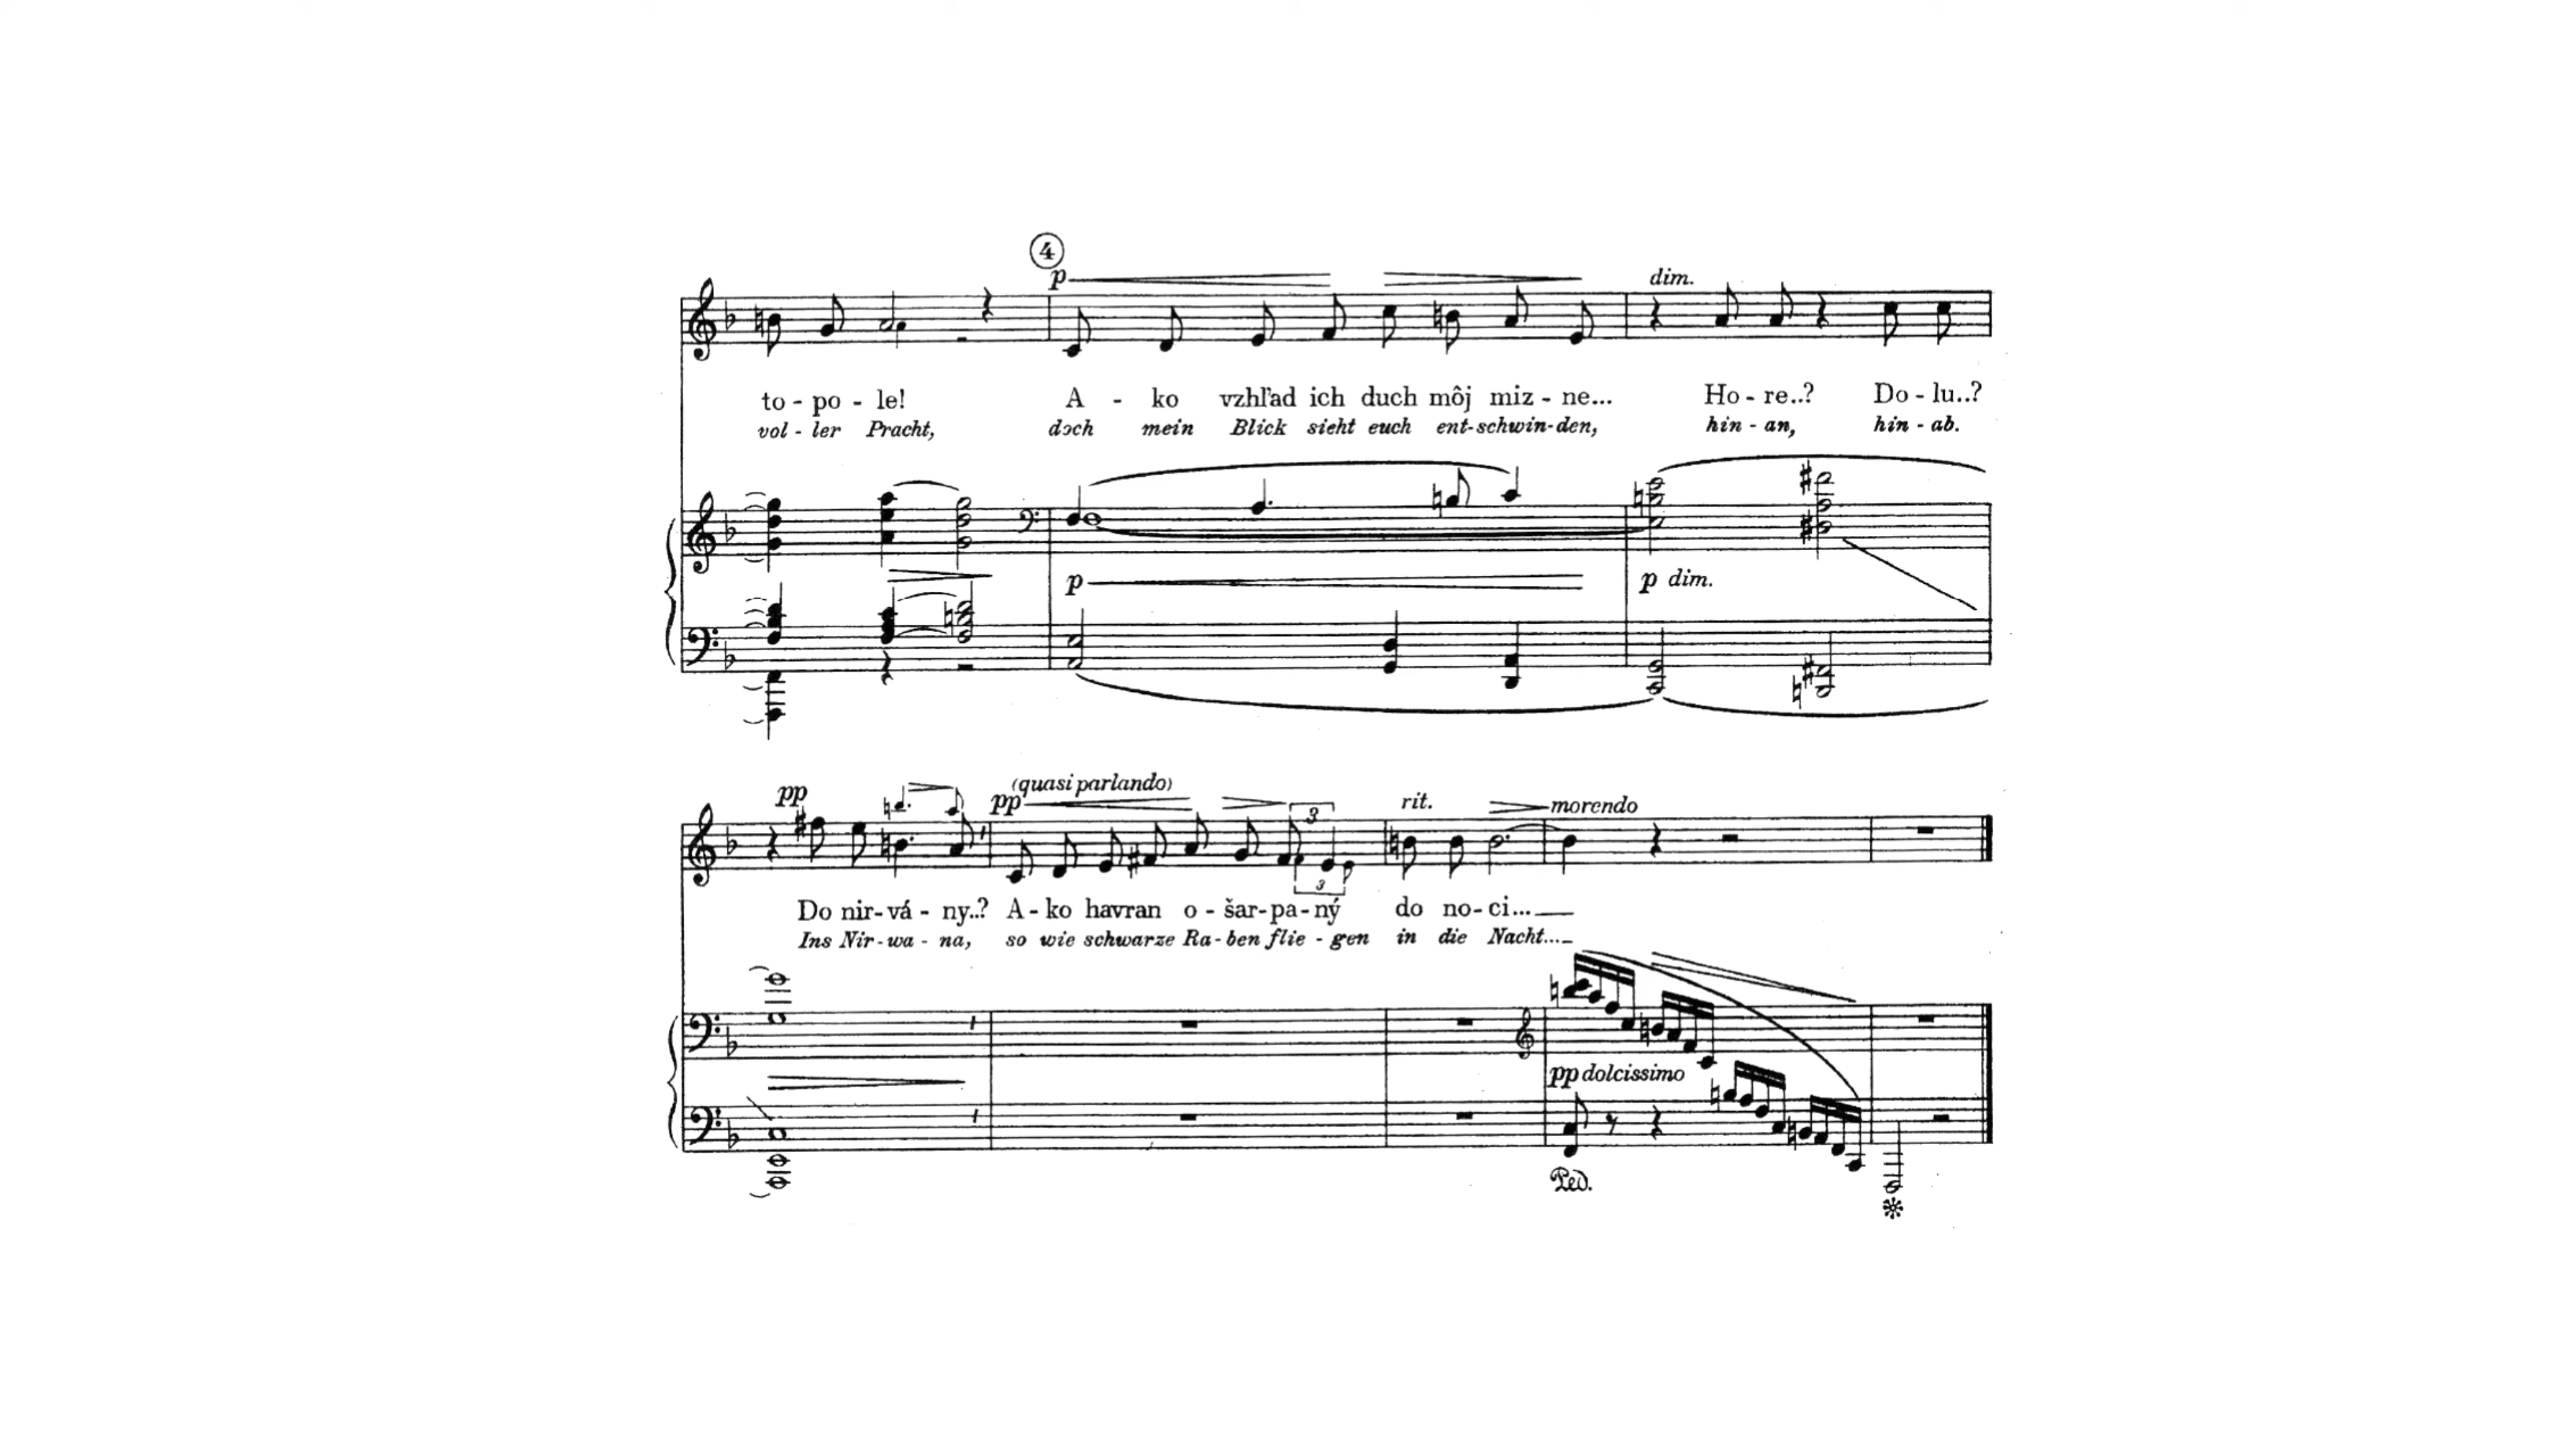 4
p
dim.
to - po - le! A - ko vzhľad ich duch môj miz - ne... Ho - re..? Do - lu..?
vol - ler Pracht, doch mein Blick sieht euch ent-schwin-den, hin - an, hin - ab.
p p dim.
pp pp (quasi parlando) 3 rit. morendo
3
Do nir-vá - ny..? A-ko havran o-šar-pa-ný do no-ci...
Ins Nir-wa - na, so wie schwarze Ra-ben flie - gen in die Nacht...
pp dolcissimo
Ped.